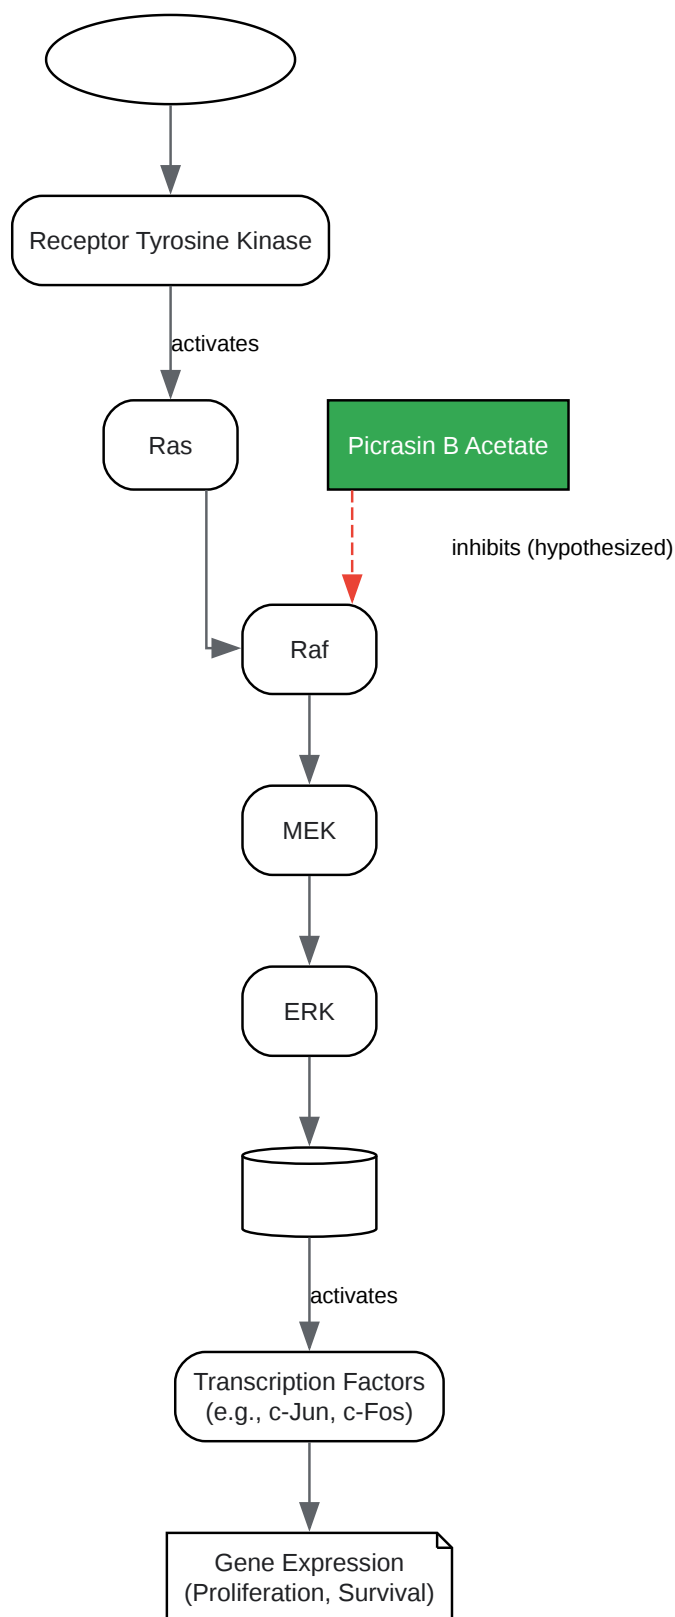 Receptor Tyrosine Kinase
activates
Ras
Picrasin B Acetate
inhibits (hypothesized)
Raf
MEK
ERK
activates
Transcription Factors
(e.g., c-Jun, c-Fos)
Gene Expression
(Proliferation, Survival)